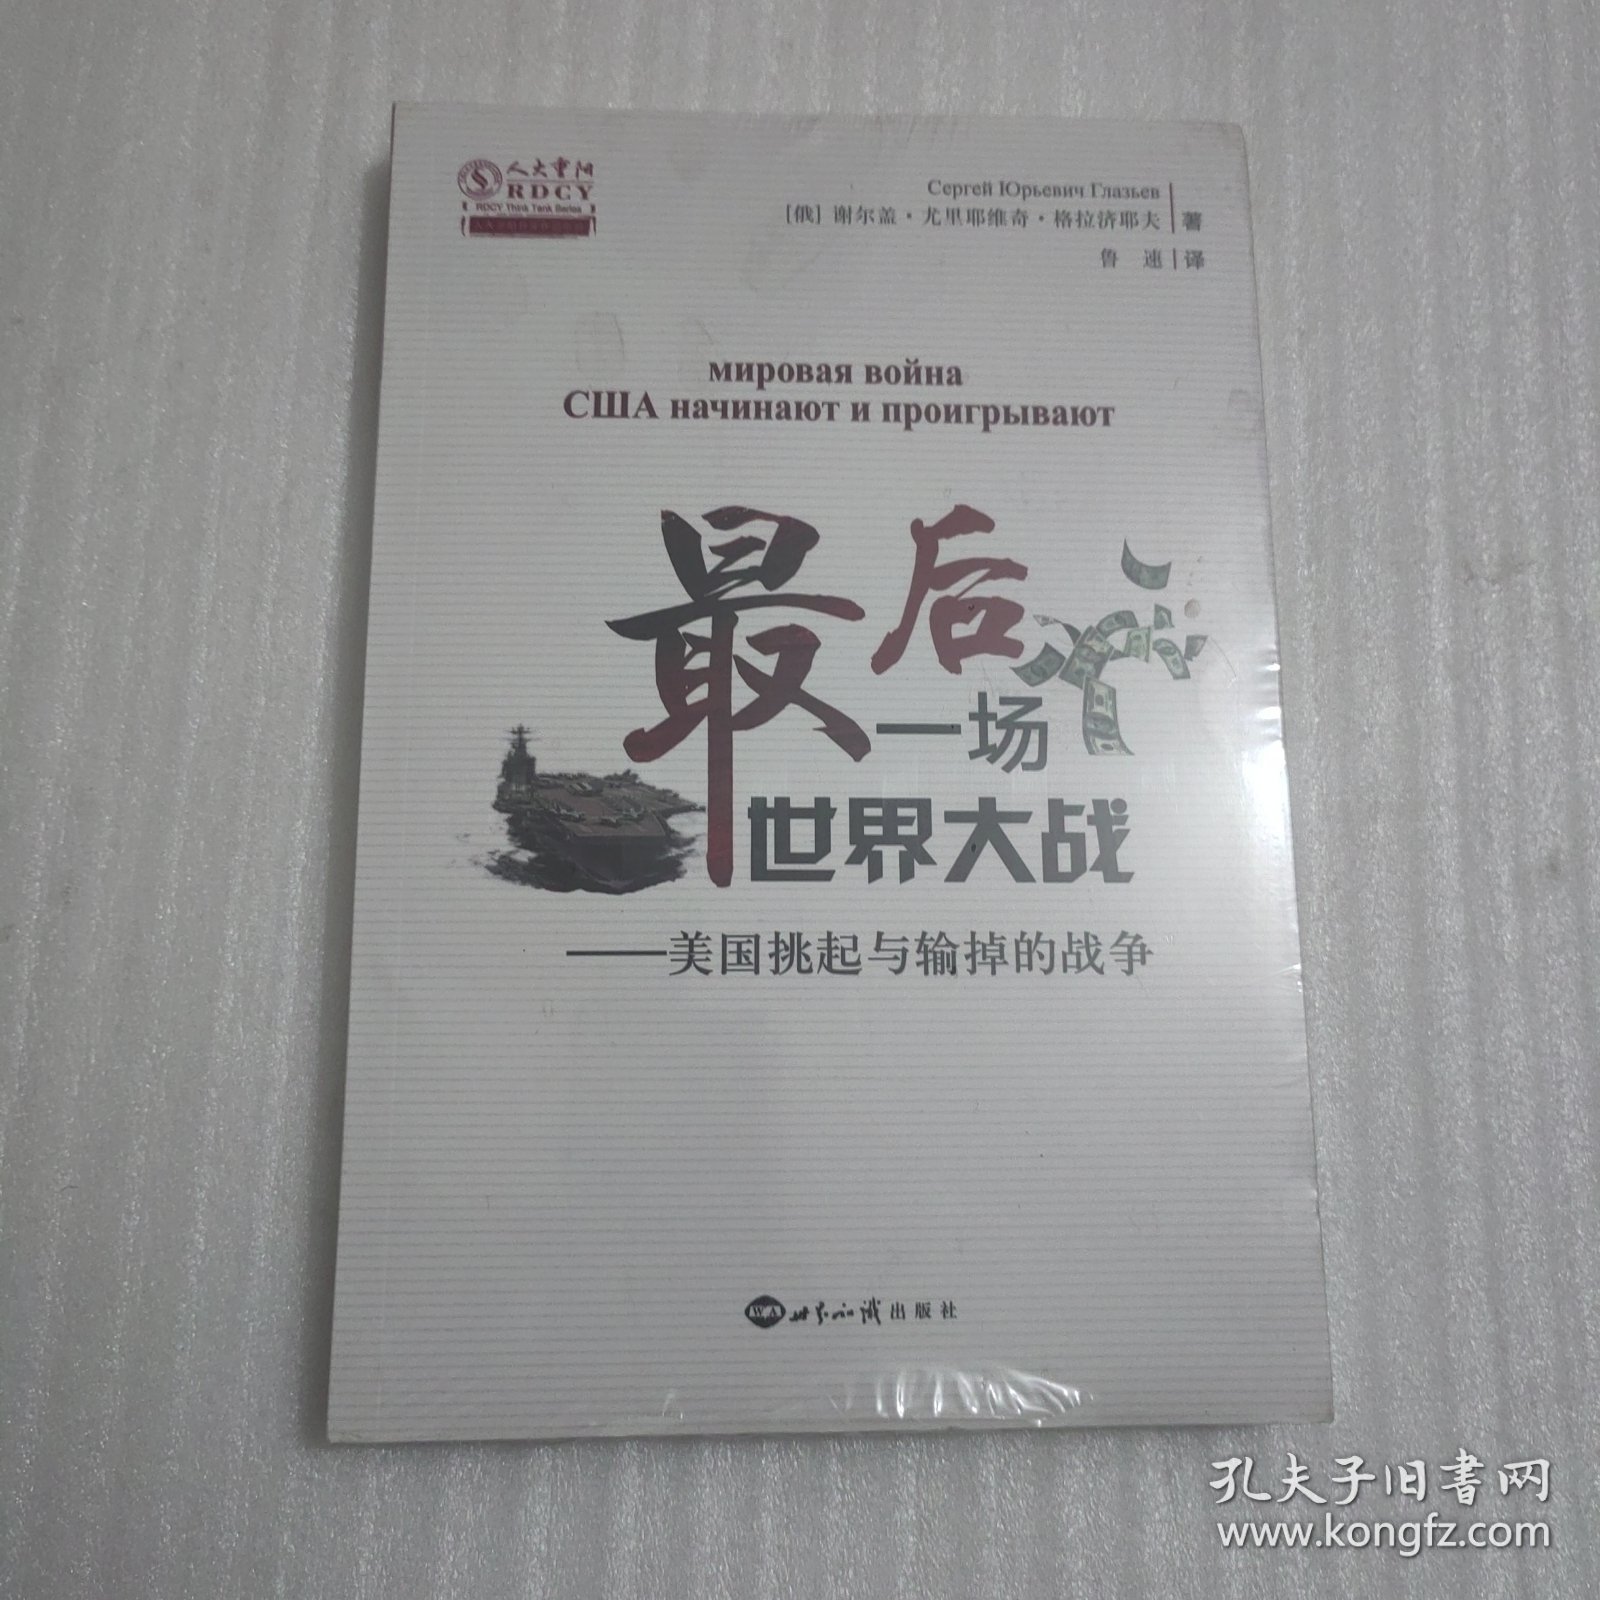 人大重阳
RDCY
RDCY Think Tank Series
Сергей Юрьевич Глазьев
[俄] 谢尔盖·尤里耶维奇·格拉济耶夫 著
鲁 速 译
мировая война
США начинают и проигрывают
最后
一场
世界大战
——美国挑起与输掉的战争
WA 世界知识出版社
孔夫子旧书网
www.kongfz.com